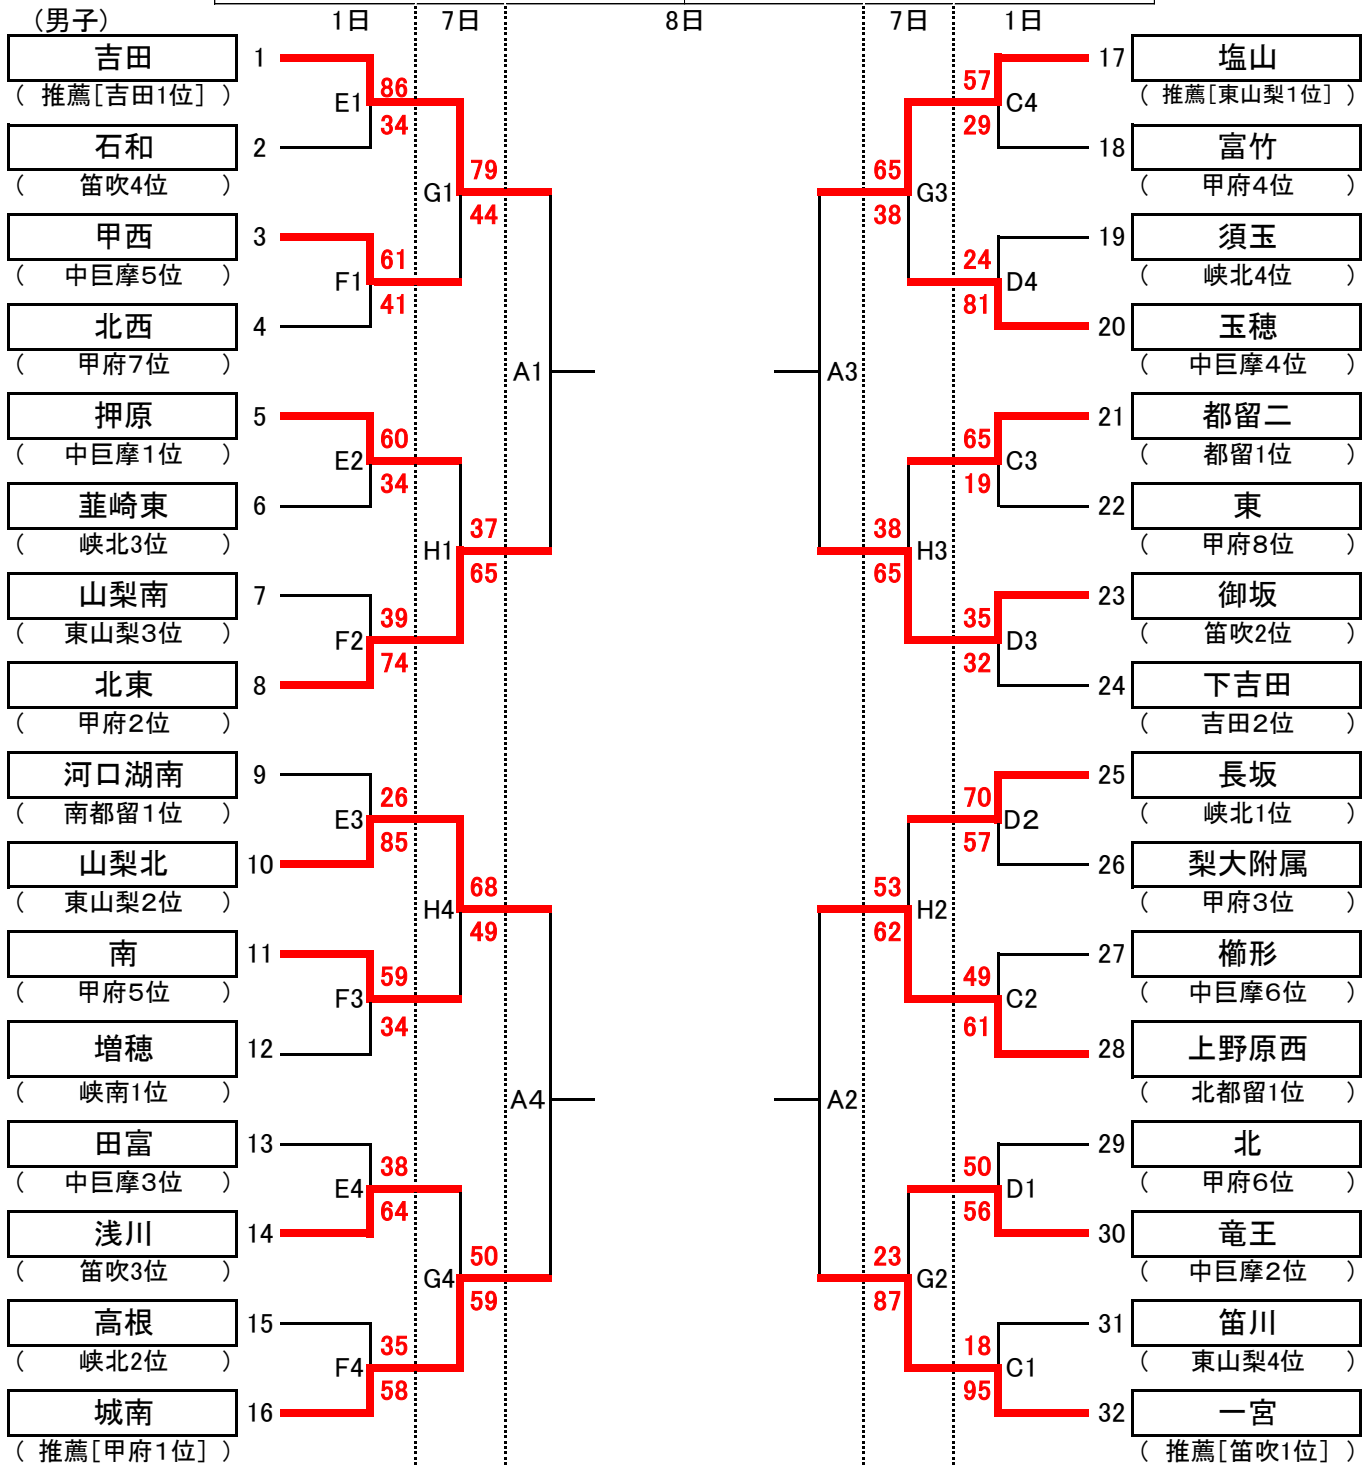 (男子)
1日 7日 8日 7日 1日
吉田 1
( 推薦[吉田1位] )
E1 86
34
石和 2
( 笛吹4位 )
G1 79
44
甲西 3
( 中巨摩5位 )
F1 61
41
北西 4
( 甲府7位 )
A1
押原 5
( 中巨摩1位 )
E2 60
34
韮崎東 6
( 峡北3位 )
H1 37
65
山梨南 7
( 東山梨3位 )
F2 39
74
北東 8
( 甲府2位 )
河口湖南 9
( 南都留1位 )
E3 26
85
山梨北 10
( 東山梨2位 )
H4 68
49
南 11
( 甲府5位 )
F3 59
34
増穂 12
( 峡南1位 )
A4
田富 13
( 中巨摩3位 )
E4 38
64
浅川 14
( 笛吹3位 )
G4 50
59
高根 15
( 峡北2位 )
F4 35
58
城南 16
( 推薦[甲府1位] )
17 塩山
( 推薦[東山梨1位] )
57 C4
29
18 富竹
( 甲府4位 )
65 G3
38
19 須玉
( 峡北4位 )
24 D4
81
20 玉穂
( 中巨摩4位 )
A3
21 都留二
( 都留1位 )
65 C3
19
22 東
( 甲府8位 )
38 H3
65
23 御坂
( 笛吹2位 )
35 D3
32
24 下吉田
( 吉田2位 )
25 長坂
( 峡北1位 )
70 D2
57
26 梨大附属
( 甲府3位 )
53 H2
62
27 櫛形
( 中巨摩6位 )
49 C2
61
28 上野原西
( 北都留1位 )
A2
29 北
( 甲府6位 )
50 D1
56
30 竜王
( 中巨摩2位 )
23 G2
87
31 笛川
( 東山梨4位 )
18 C1
95
32 一宮
( 推薦[笛吹1位] )